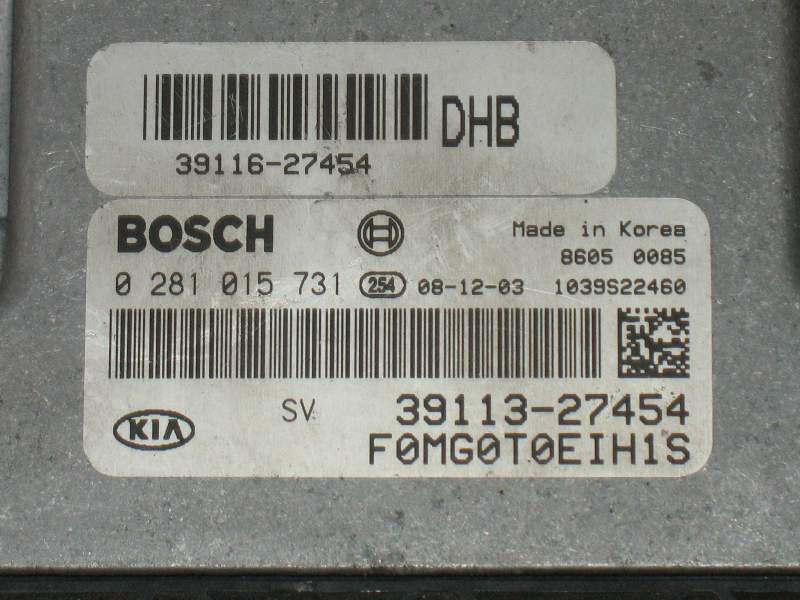 DHB
39116-27454
BOSCH
Made in Korea
8605 0085
0 281 015 731 254 08-12-03 1039S22460
SV 39113-27454
KIA
F0MG0T0EIH1S